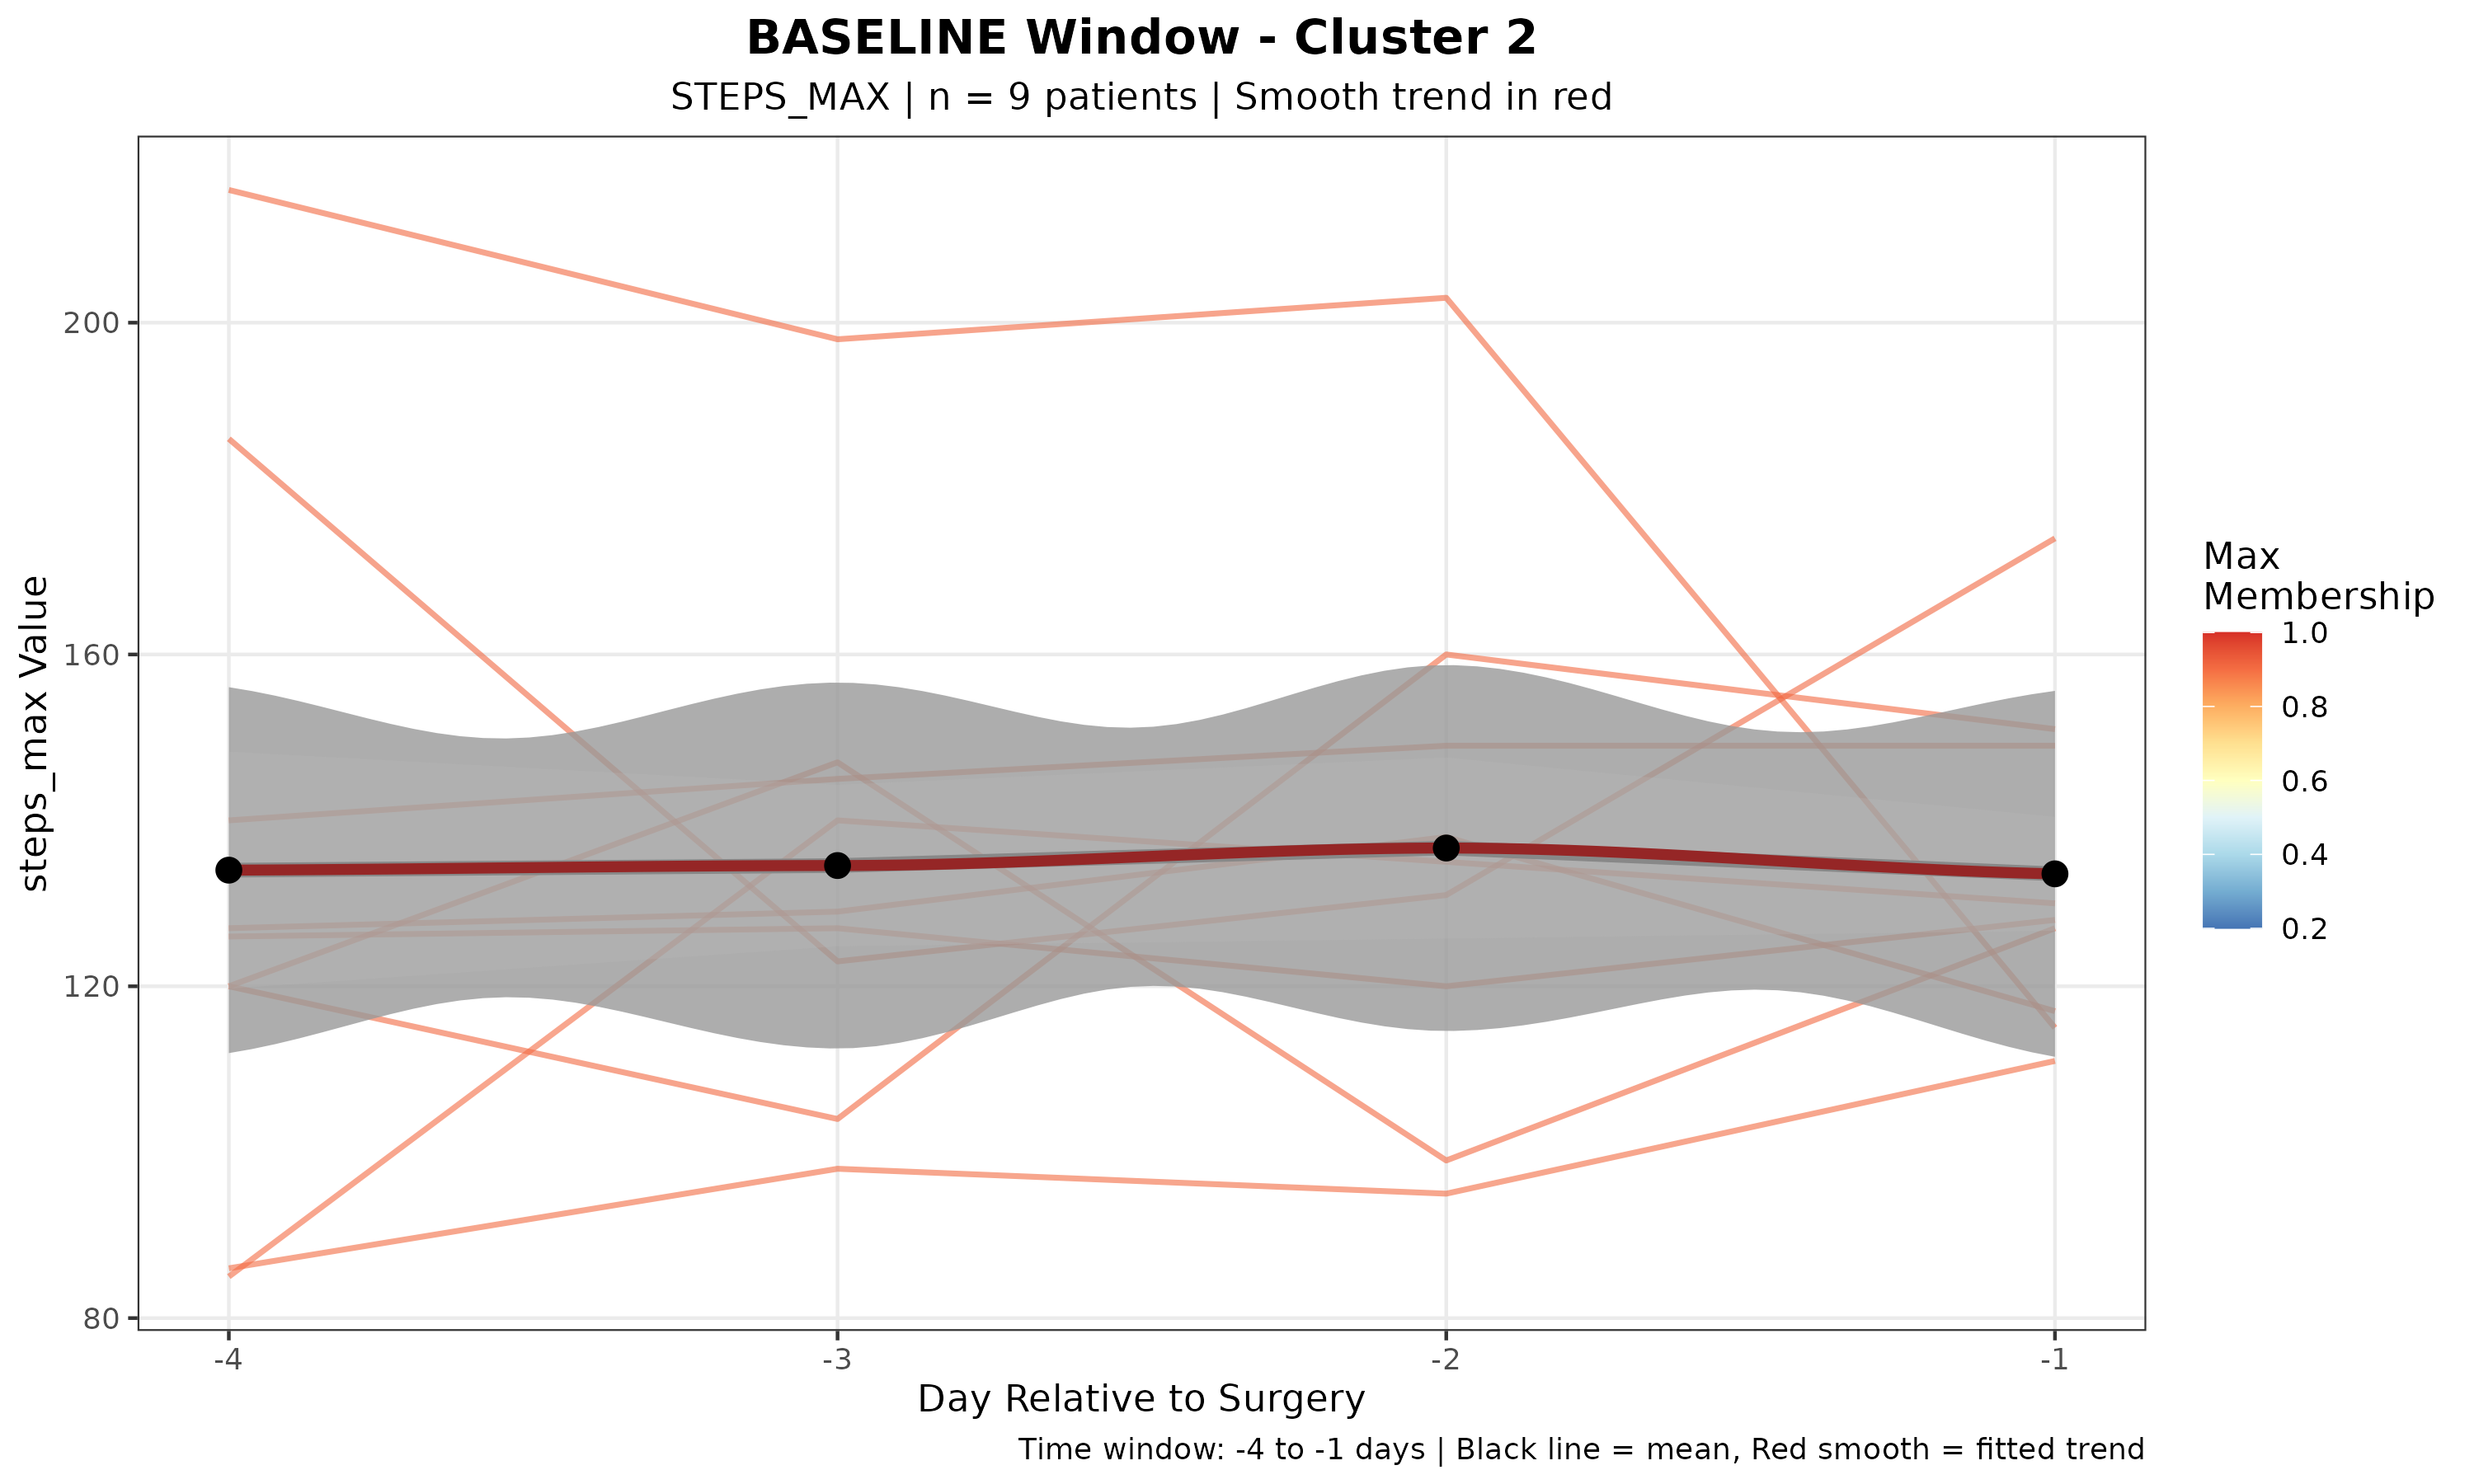 BASELINE Window - Cluster 2
STEPS_MAX | n = 9 patients | Smooth trend in red
steps_max Value
200
160
120
80
-4
-3
-2
-1
Day Relative to Surgery
Time window: -4 to -1 days | Black line = mean, Red smooth = fitted trend
Max
Membership
1.0
0.8
0.6
0.4
0.2